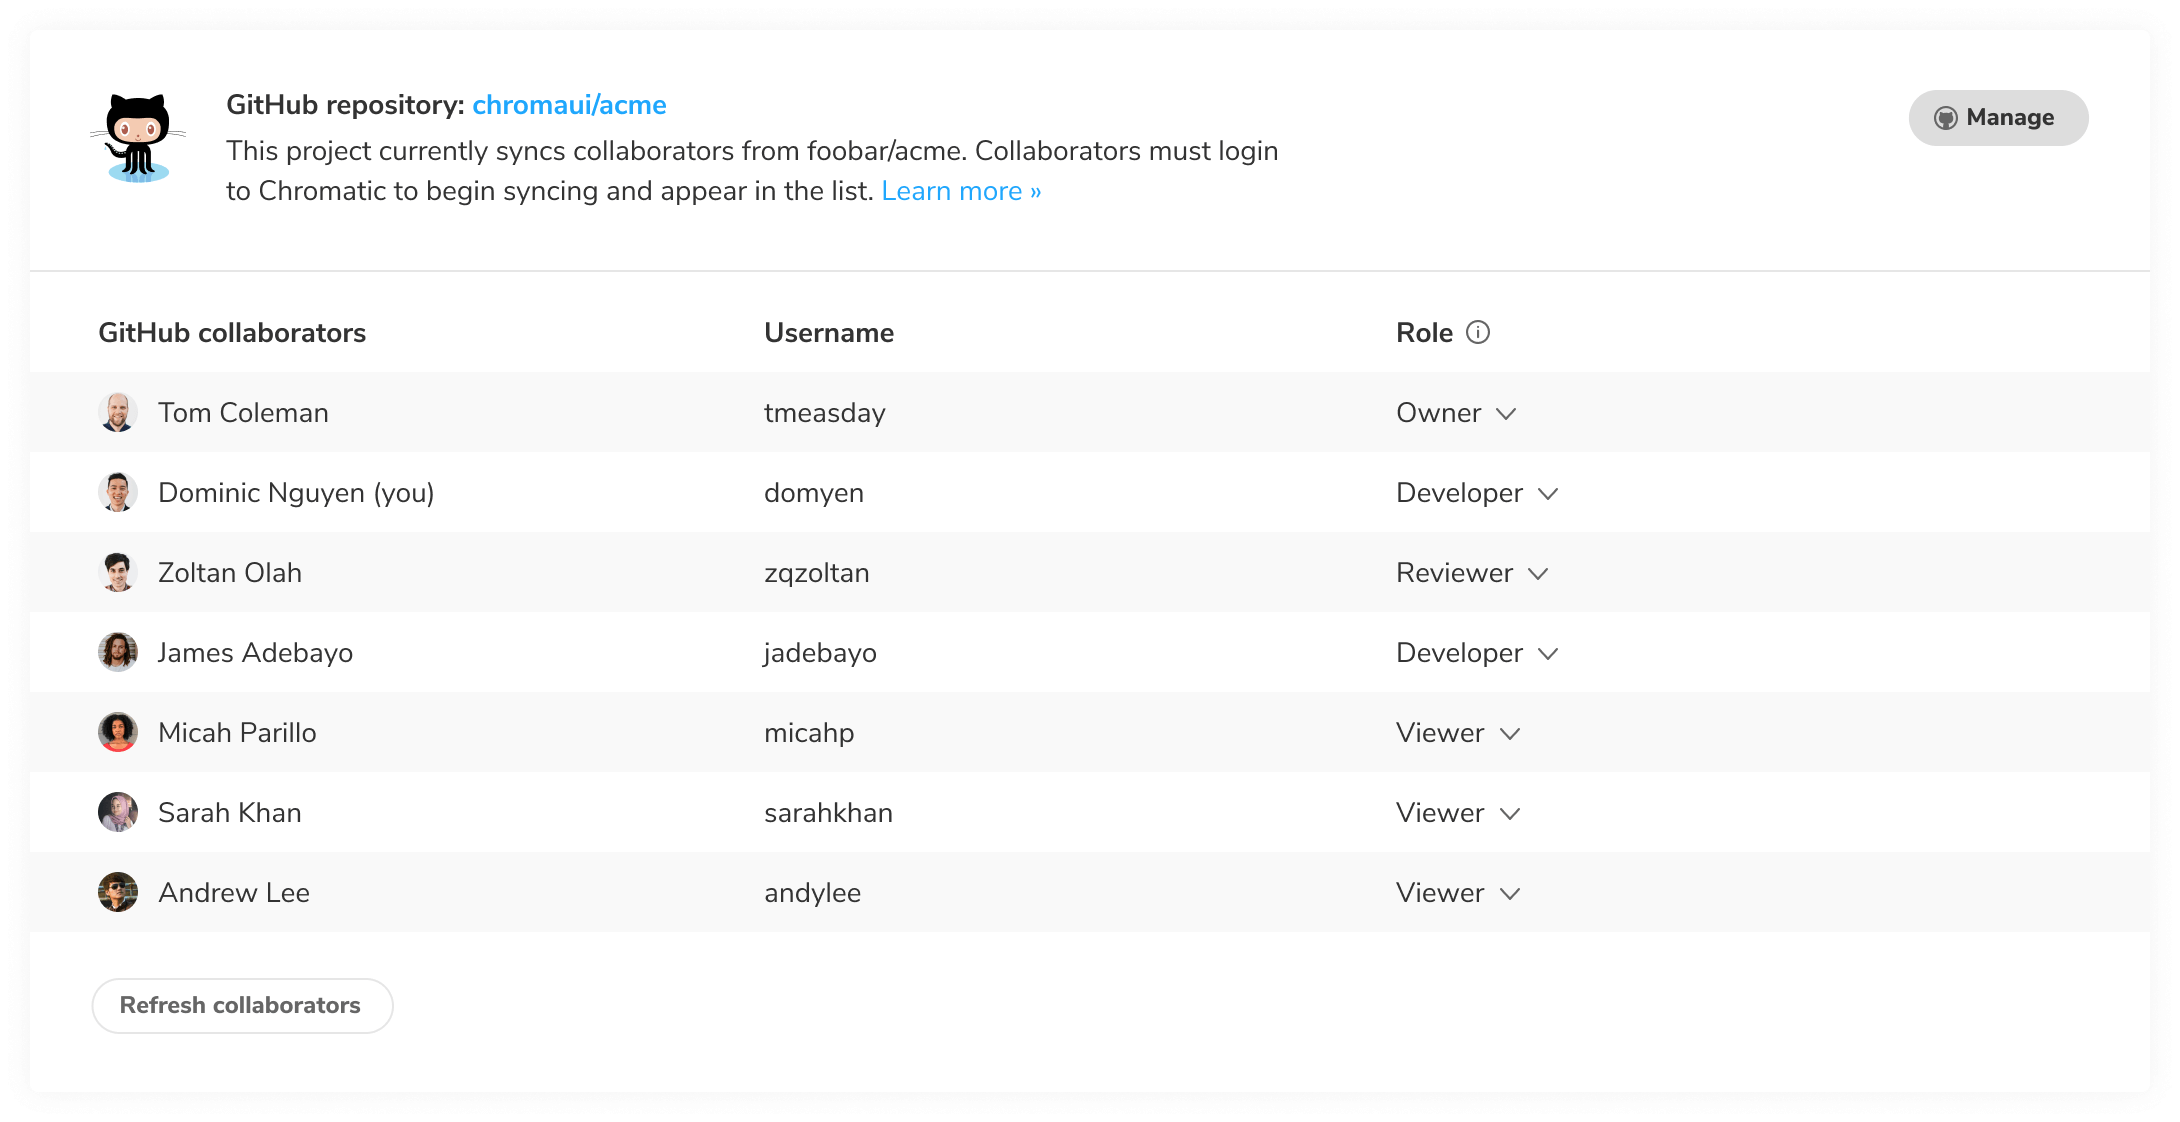 GitHub repository: chromaui/acme
Manage
This project currently syncs collaborators from foobar/acme. Collaborators must login
to Chromatic to begin syncing and appear in the list. Learn more »
GitHub collaborators Username Role
Tom Coleman tmeasday Owner
Dominic Nguyen (you) domyen Developer
Zoltan Olah zqzoltan Reviewer
James Adebayo jadebayo Developer
Micah Parillo micahp Viewer
Sarah Khan sarahkhan Viewer
Andrew Lee andylee Viewer
Refresh collaborators